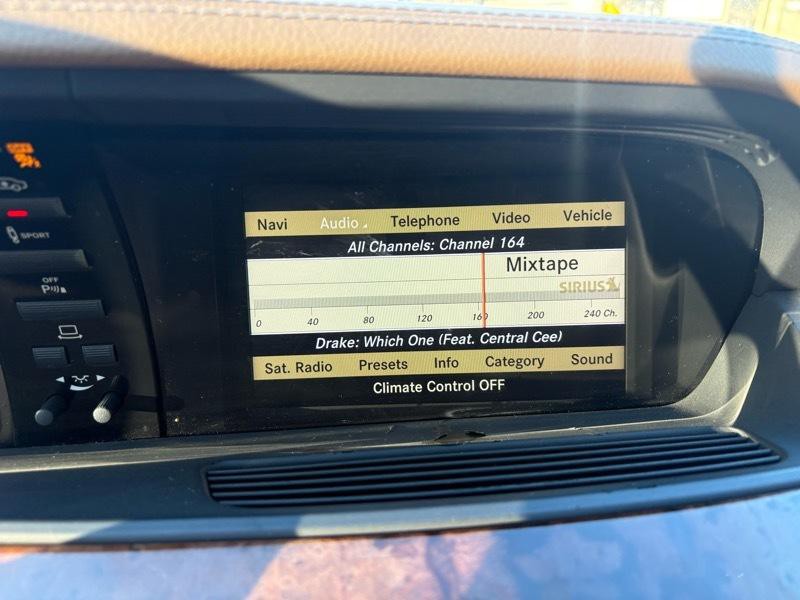 Navi Audio Telephone Video Vehicle
All Channels: Channel 164
Mixtape
SIRIUS
0 40 80 120 160 200 240 Ch.
Drake: Which One (Feat. Central Cee)
Sat. Radio Presets Info Category Sound
Climate Control OFF
SPORT
OFF
P